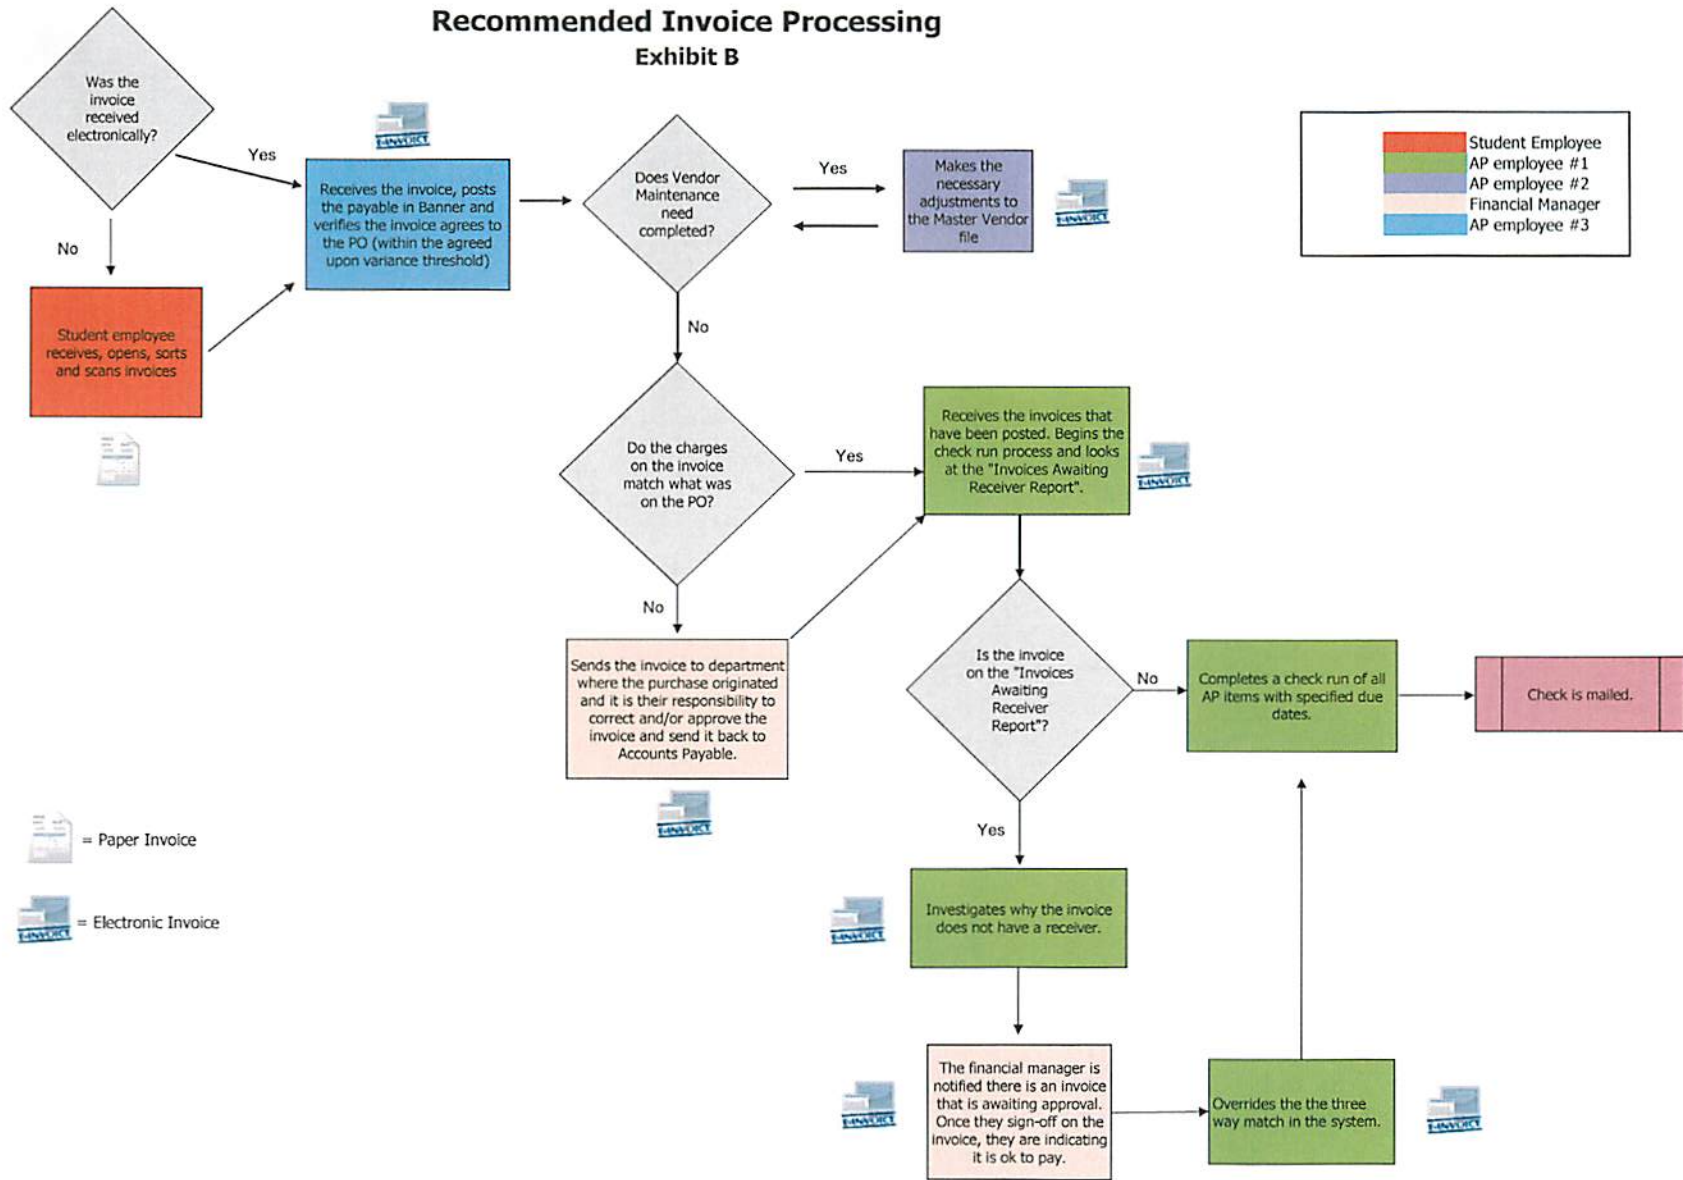 Recommended Invoice Processing
Exhibit B
Was the
invoice
received
electronically?
Yes
No
Student employee
receives, opens, sorts
and scans invoices
E-INVOICE
Receives the invoice, posts
the payable in Banner and
verifies the invoice agrees to
the PO (within the agreed
upon variance threshold)
Does Vendor
Maintenance
need
completed?
Yes
Makes the
necessary
adjustments to
the Master Vendor
file
E-INVOICE
Student Employee
AP employee #1
AP employee #2
Financial Manager
AP employee #3
No
Do the charges
on the invoice
match what was
on the PO?
Yes
Receives the invoices that
have been posted. Begins the
check run process and looks
at the "Invoices Awaiting
Receiver Report".
E-INVOICE
No
Sends the invoice to department
where the purchase originated
and it is their responsibility to
correct and/or approve the
invoice and send it back to
Accounts Payable.
E-INVOICE
Is the invoice
on the "Invoices
Awaiting
Receiver
Report"?
No
Completes a check run of all
AP items with specified due
dates.
Check is mailed.
Yes
Investigates why the invoice
does not have a receiver.
E-INVOICE
The financial manager is
notified there is an invoice
that is awaiting approval.
Once they sign-off on the
invoice, they are indicating
it is ok to pay.
E-INVOICE
Overrides the the three
way match in the system.
E-INVOICE
= Paper Invoice
E-INVOICE
= Electronic Invoice